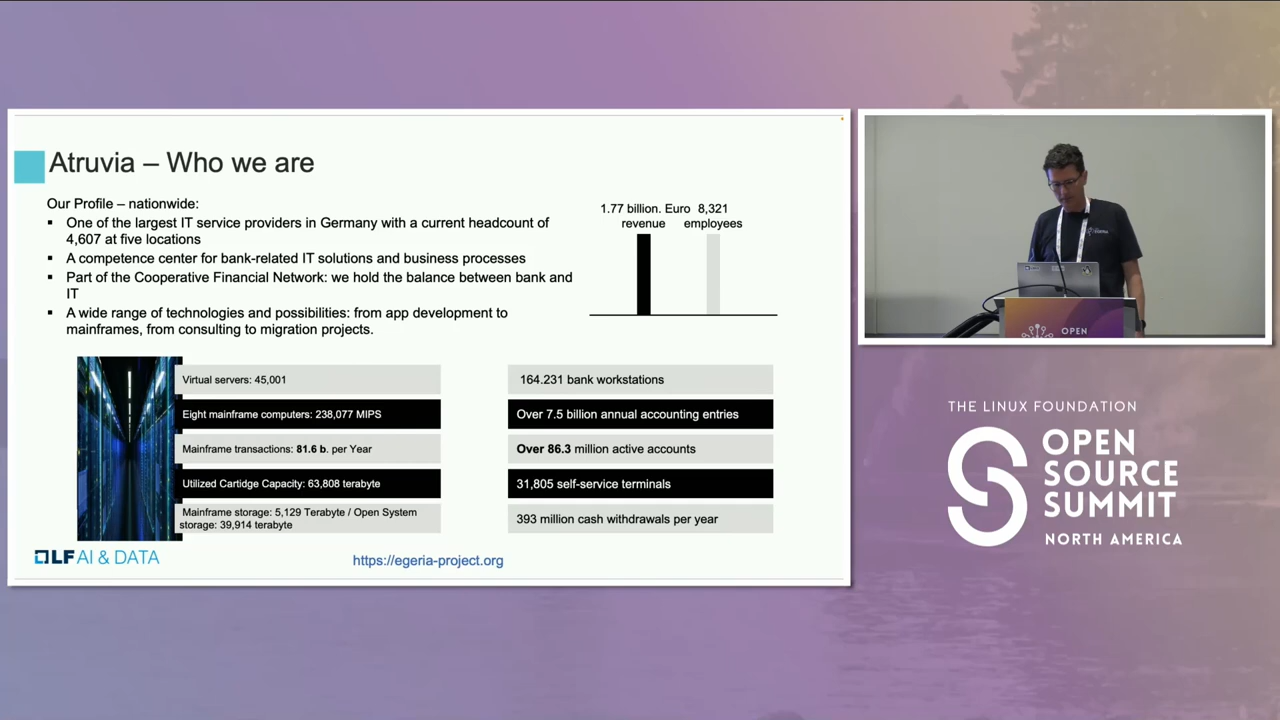 Atruvia – Who we are
Our Profile – nationwide:
▪ One of the largest IT service providers in Germany with a current headcount of
4,607 at five locations
▪ A competence center for bank-related IT solutions and business processes
▪ Part of the Cooperative Financial Network: we hold the balance between bank and
IT
▪ A wide range of technologies and possibilities: from app development to
mainframes, from consulting to migration projects.
1.77 billion. Euro
revenue
8,321
employees
Virtual servers: 45,001
Eight mainframe computers: 238,077 MIPS
Mainframe transactions: 81.6 b. per Year
Utilized Cartidge Capacity: 63,808 terabyte
Mainframe storage: 5,129 Terabyte / Open System
storage: 39,914 terabyte
164.231 bank workstations
Over 7.5 billion annual accounting entries
Over 86.3 million active accounts
31,805 self-service terminals
393 million cash withdrawals per year
LF AI & DATA
https://egeria-project.org
OPEN
THE LINUX FOUNDATION
OPEN
SOURCE
SUMMIT
NORTH AMERICA